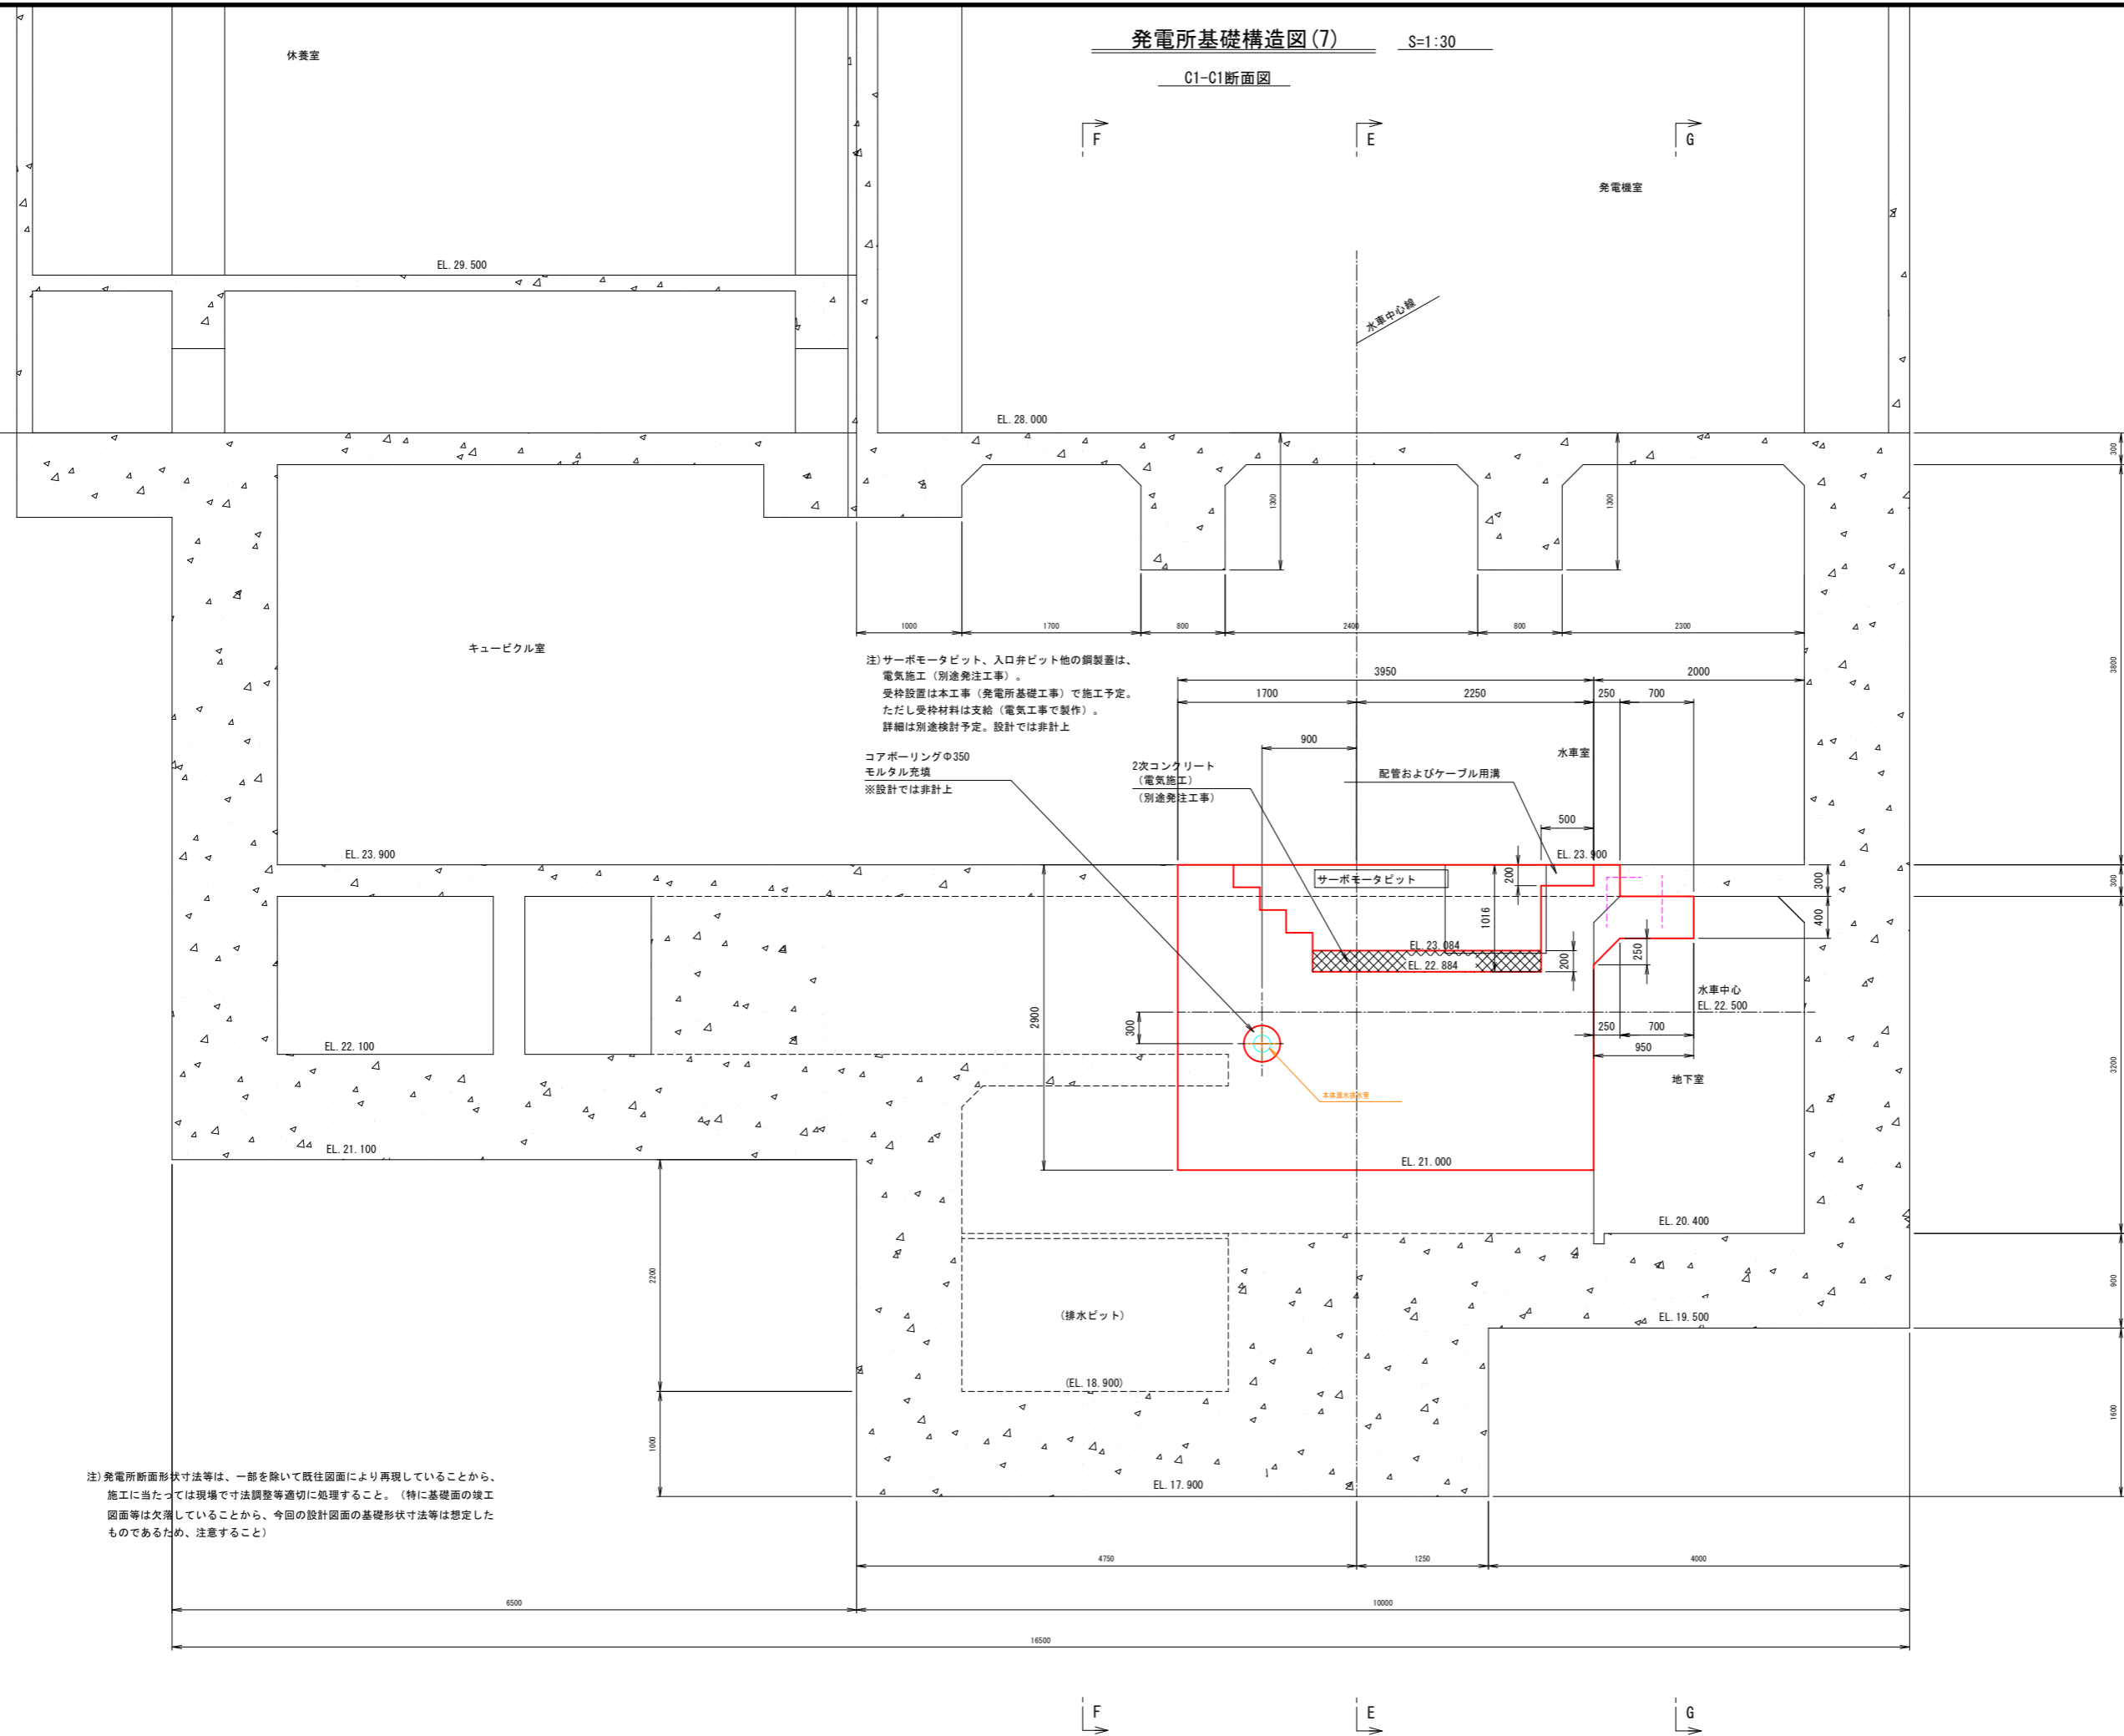 発電所基礎構造図(7)
S=1:30
C1-C1断面図
休養室
F
E
G
発電機室
EL.29.500
水車中心線
EL.28.000
300
1300
1300
1000
1700
800
2400
800
2300
キュービクル室
3800
注)サーボモータピット、入口弁ピット他の鋼製蓋は、
電気施工（別途発注工事）。
受枠設置は本工事（発電所基礎工事）で施工予定。
ただし受枠材料は支給（電気工事で製作）。
詳細は別途検討予定。設計では非計上
3950
2000
1700
2250
250
700
900
水車室
コアボーリングΦ350
モルタル充填
※設計では非計上
2次コンクリート
（電気施工）
（別途発注工事）
配管およびケーブル用溝
500
EL.23.900
EL.23.900
サーボモータピット
200
300
300
1016
400
EL.23.084
EL.22.884
200
250
水車中心
EL.22.500
2900
300
250
700
950
EL.22.100
地下室
3200
本体漏水排水管
EL.21.100
EL.21.000
EL.20.400
2200
900
(排水ピット)
EL.19.500
(EL.18.900)
1000
1600
EL.17.900
注)発電所断面形状寸法等は、一部を除いて既往図面により再現していることから、
施工に当たっては現場で寸法調整等適切に処理すること。（特に基礎面の竣工
図面等は欠落していることから、今回の設計図面の基礎形状寸法等は想定した
ものであるため、注意すること）
4750
1250
4000
6500
10000
16500
F
E
G